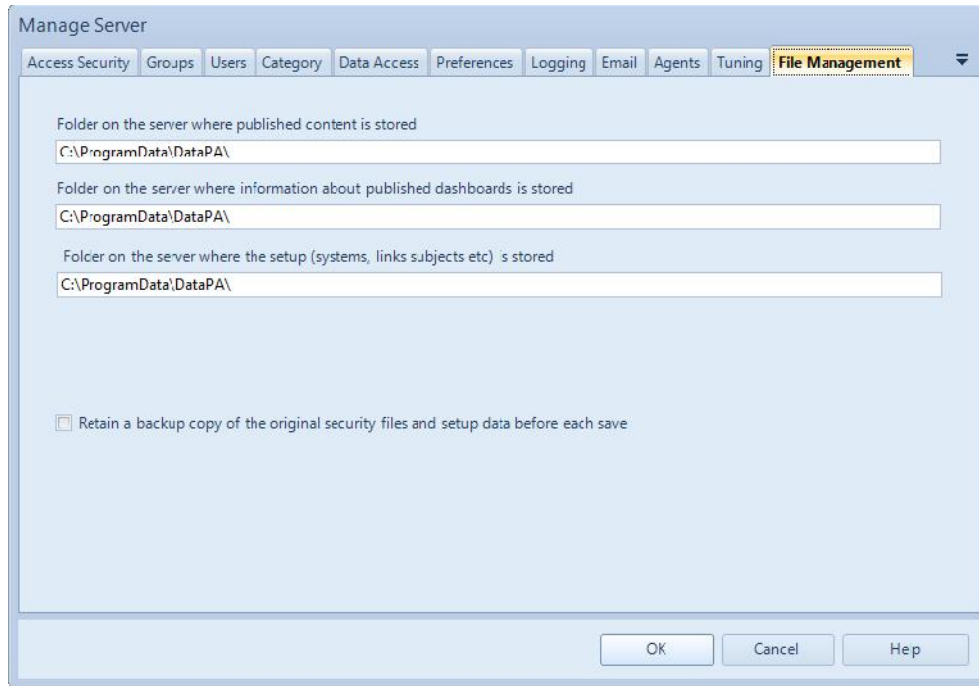 Manage Server
Access Security Groups Users Category Data Access Preferences Logging Email Agents Tuning File Management
Folder on the server where published content is stored
C:\ProgramData\DataPA\
Folder on the server where information about published dashboards is stored
C:\ProgramData\DataPA\
Folder on the server where the setup (systems, links subjects etc) is stored
C:\ProgramData\DataPA\
Retain a backup copy of the original security files and setup data before each save
OK Cancel Help